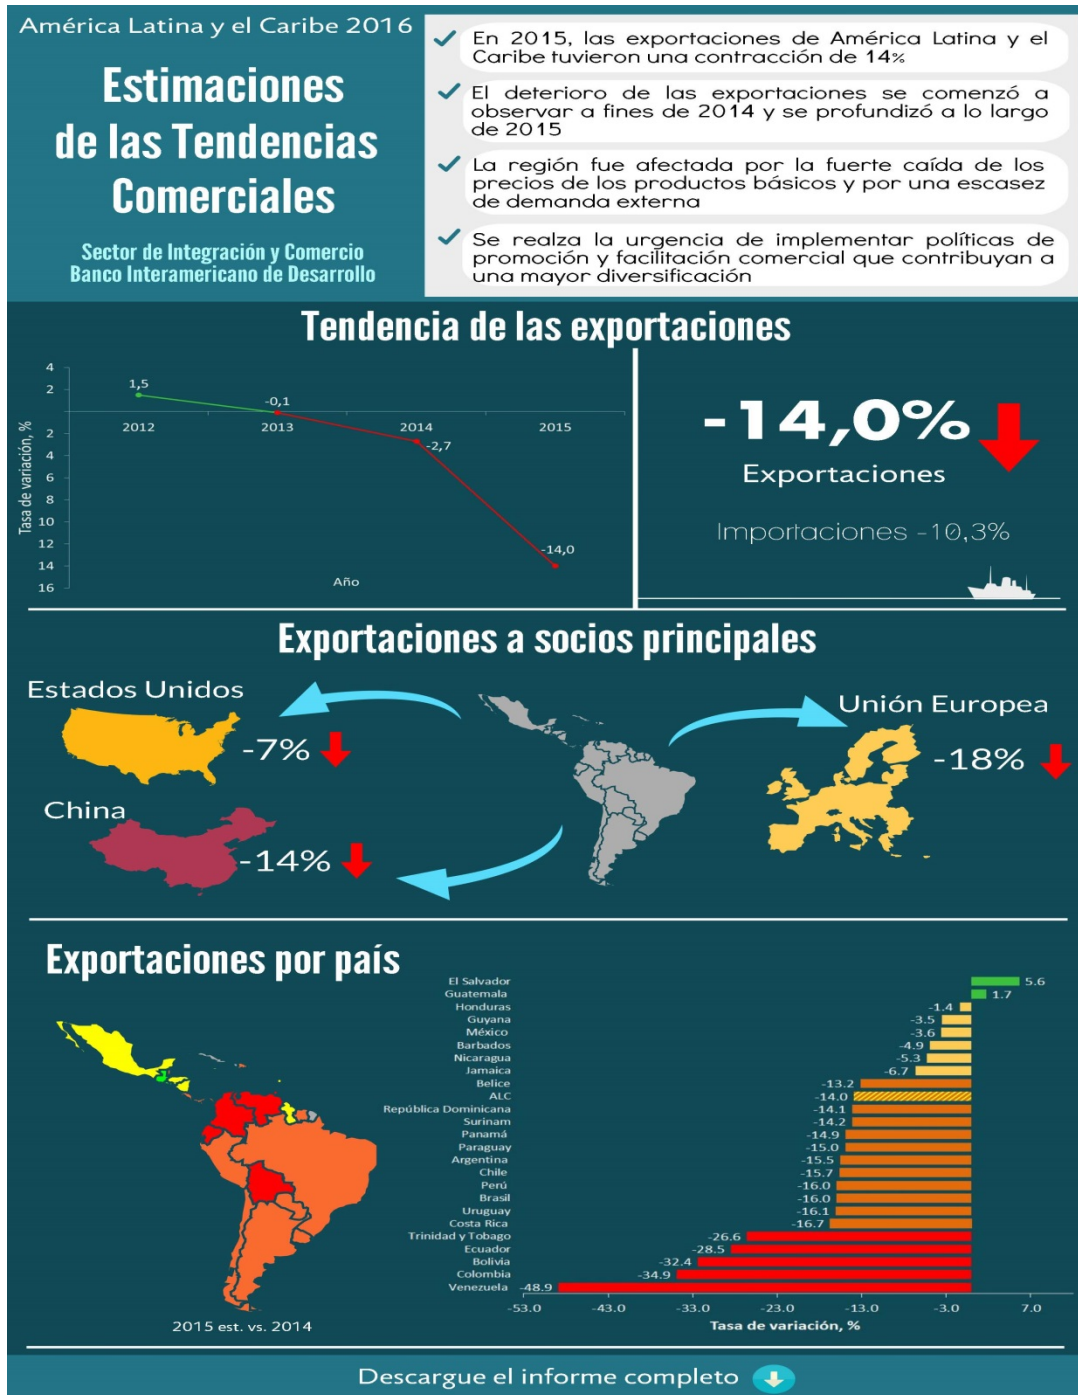 América Latina y el Caribe 2016
Estimaciones
de las Tendencias
Comerciales
Sector de Integración y Comercio
Banco Interamericano de Desarrollo
En 2015, las exportaciones de América Latina y el
Caribe tuvieron una contracción de 14%
El deterioro de las exportaciones se comenzó a
observar a fines de 2014 y se profundizó a lo largo
de 2015
La región fue afectada por la fuerte caída de los
precios de los productos básicos y por una escasez
de demanda externa
Se realza la urgencia de implementar políticas de
promoción y facilitación comercial que contribuyan a
una mayor diversificación
Tendencia de las exportaciones
Tasa de variación, %
4
2
2
4
6
8
10
12
14
16
1,5
-0,1
-2,7
-14,0
2012
2013
2014
2015
Año
-14,0%
Exportaciones
Importaciones -10,3%
Exportaciones a socios principales
Estados Unidos
-7%
China
-14%
Unión Europea
-18%
Exportaciones por país
2015 est. vs. 2014
El Salvador 5.6
Guatemala 1.7
Honduras -1.4
Guyana -3.5
México -3.6
Barbados -4.9
Nicaragua -5.3
Jamaica -6.7
Belice -13.2
ALC -14.0
República Dominicana -14.1
Surinam -14.2
Panamá -14.9
Paraguay -15.0
Argentina -15.5
Chile -15.7
Perú -16.0
Brasil -16.0
Uruguay -16.1
Costa Rica -16.7
Trinidad y Tobago -26.6
Ecuador -28.5
Bolivia -32.4
Colombia -34.9
Venezuela -48.9
-53.0 -43.0 -33.0 -23.0 -13.0 -3.0 7.0
Tasa de variación, %
Descargue el informe completo